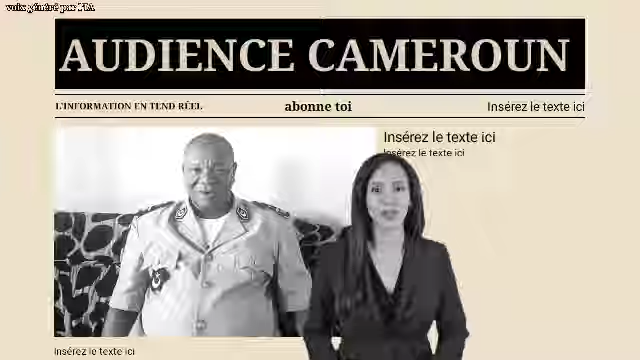 voix généré par l'IA
AUDIENCE CAMEROUN
L'INFORMATION EN TEND RÉEL
abonne toi
Insérez le texte ici
Insérez le texte ici
Insérez le texte ici
Insérez le texte ici